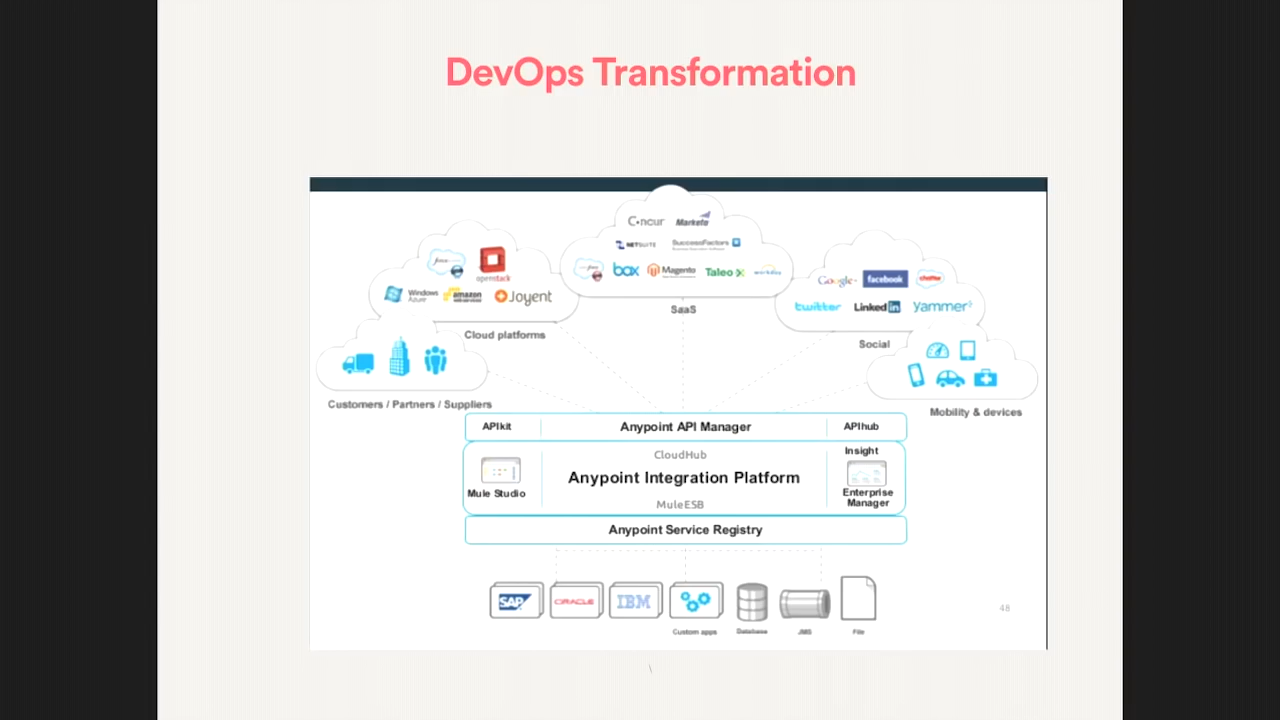 DevOps Transformation
Concur Marketo
NETSUITE SuccessFactors
box Magento Taleo workday
openstack
Windows Azure amazon webservices Joyent
Google+ facebook chatter
twitter LinkedIn yammer
SaaS
Cloud platforms
Social
Customers / Partners / Suppliers
Mobility & devices
APIkit Anypoint API Manager APIhub
CloudHub
Insight
Anypoint Integration Platform
Mule Studio
Enterprise
Manager
MuleESB
Anypoint Service Registry
SAP ORACLE IBM
Custom apps Database JMS File
48
\